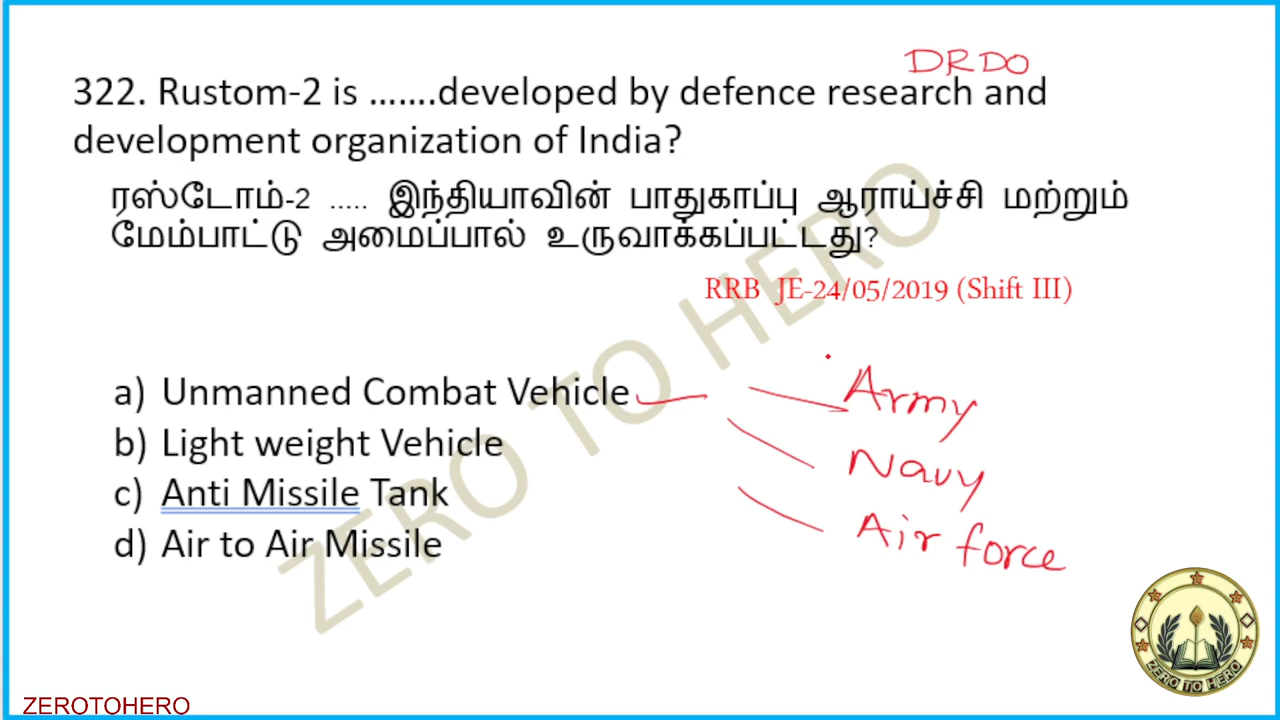 DRDO
322. Rustom-2 is .......developed by defence research and
development organization of India?
ரஸ்டோம்-2 ..... இந்தியாவின் பாதுகாப்பு ஆராய்ச்சி மற்றும்
மேம்பாட்டு அமைப்பால் உருவாக்கப்பட்டது?
RRB JE-24/05/2019 (Shift III)
a) Unmanned Combat Vehicle
Army
b) Light weight Vehicle
Navy
c) Anti Missile Tank
d) Air to Air Missile
Air force
ZERO TO HERO
ZERO TO HERO
ZEROTOHERO